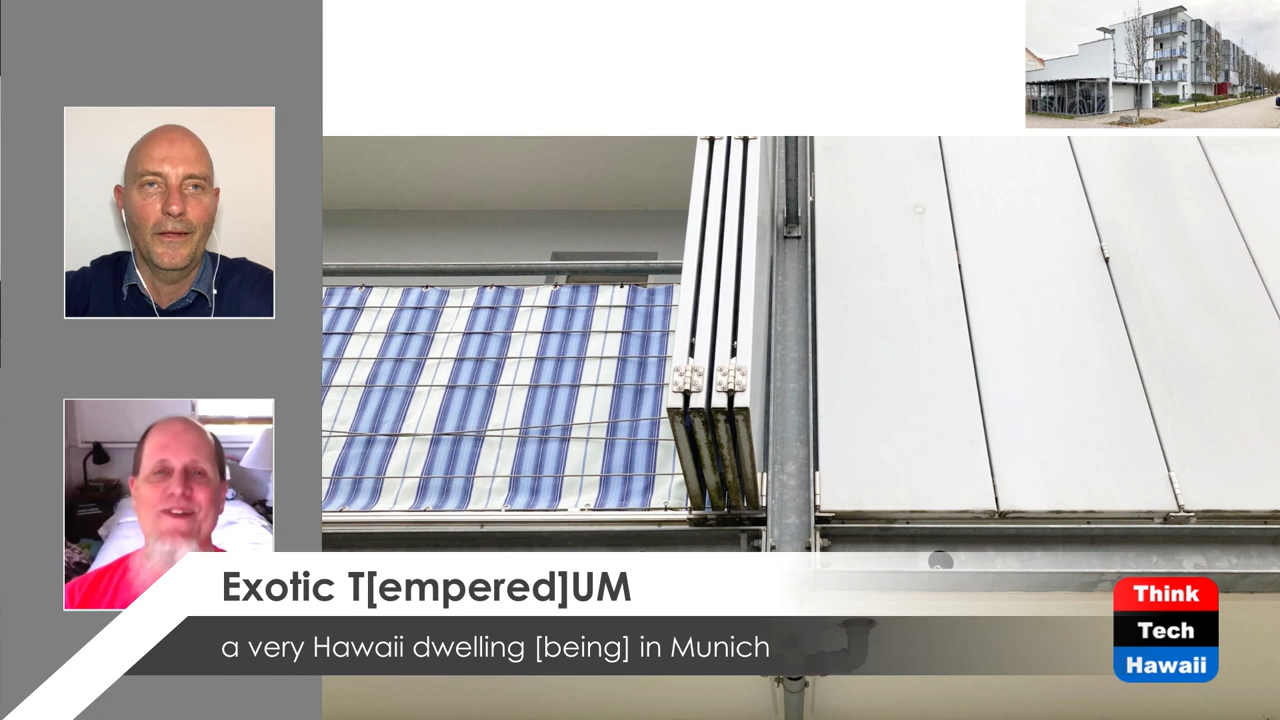 Exotic T[empered]UM
a very Hawaii dwelling [being] in Munich
Think
Tech
Hawaii